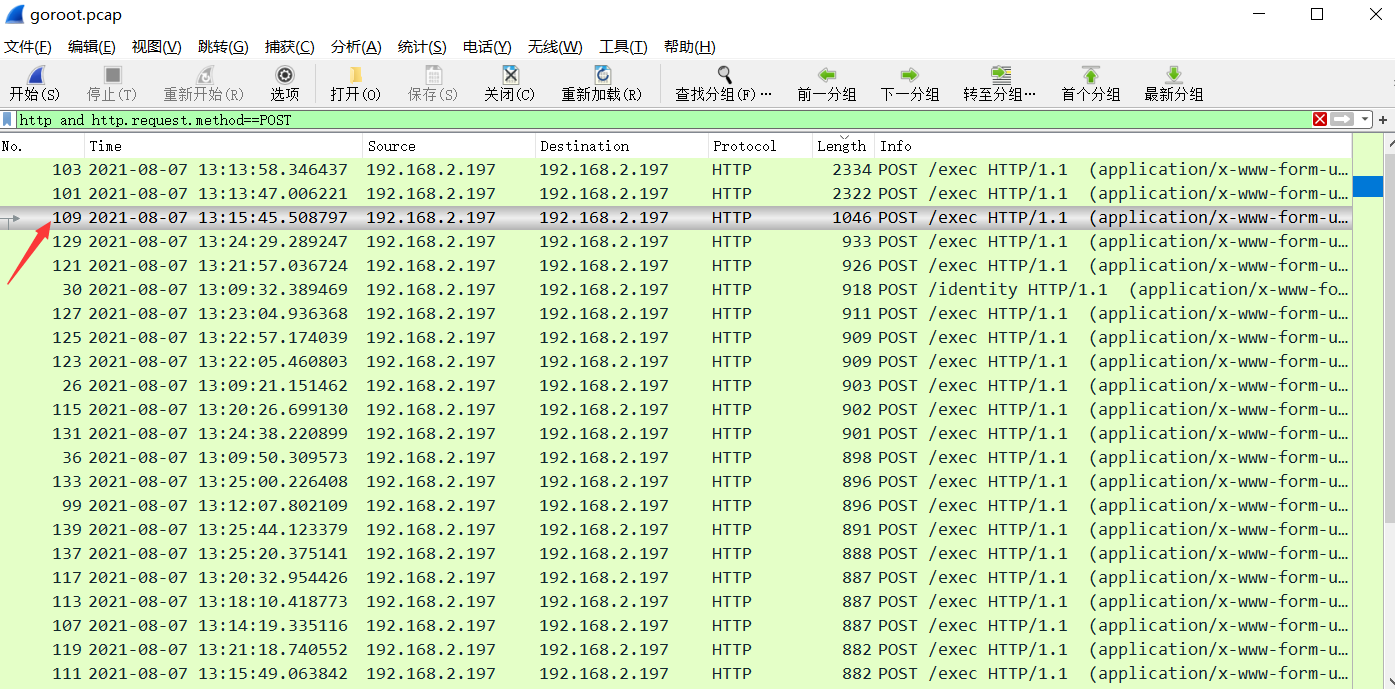 goroot.pcap
文件(F) 编辑(E) 视图(V) 跳转(G) 捕获(C) 分析(A) 统计(S) 电话(Y) 无线(W) 工具(T) 帮助(H)
开始(S) 停止(T) 重新开始(R) 选项 打开(O) 保存(S) 关闭(C) 重新加载(R) 查找分组(F)… 前一分组 下一分组 转至分组… 首个分组 最新分组
http and http.request.method==POST
No. Time Source Destination Protocol Length Info
103 2021-08-07 13:13:58.346437 192.168.2.197 192.168.2.197 HTTP 2334 POST /exec HTTP/1.1 (application/x-www-form-u…
101 2021-08-07 13:13:47.006221 192.168.2.197 192.168.2.197 HTTP 2322 POST /exec HTTP/1.1 (application/x-www-form-u…
109 2021-08-07 13:15:45.508797 192.168.2.197 192.168.2.197 HTTP 1046 POST /exec HTTP/1.1 (application/x-www-form-u…
129 2021-08-07 13:24:29.289247 192.168.2.197 192.168.2.197 HTTP 933 POST /exec HTTP/1.1 (application/x-www-form-u…
121 2021-08-07 13:21:57.036724 192.168.2.197 192.168.2.197 HTTP 926 POST /exec HTTP/1.1 (application/x-www-form-u…
30 2021-08-07 13:09:32.389469 192.168.2.197 192.168.2.197 HTTP 918 POST /identity HTTP/1.1 (application/x-www-fo…
127 2021-08-07 13:23:04.936368 192.168.2.197 192.168.2.197 HTTP 911 POST /exec HTTP/1.1 (application/x-www-form-u…
125 2021-08-07 13:22:57.174039 192.168.2.197 192.168.2.197 HTTP 909 POST /exec HTTP/1.1 (application/x-www-form-u…
123 2021-08-07 13:22:05.460803 192.168.2.197 192.168.2.197 HTTP 909 POST /exec HTTP/1.1 (application/x-www-form-u…
26 2021-08-07 13:09:21.151462 192.168.2.197 192.168.2.197 HTTP 903 POST /exec HTTP/1.1 (application/x-www-form-u…
115 2021-08-07 13:20:26.699130 192.168.2.197 192.168.2.197 HTTP 902 POST /exec HTTP/1.1 (application/x-www-form-u…
131 2021-08-07 13:24:38.220899 192.168.2.197 192.168.2.197 HTTP 901 POST /exec HTTP/1.1 (application/x-www-form-u…
36 2021-08-07 13:09:50.309573 192.168.2.197 192.168.2.197 HTTP 898 POST /exec HTTP/1.1 (application/x-www-form-u…
133 2021-08-07 13:25:00.226408 192.168.2.197 192.168.2.197 HTTP 896 POST /exec HTTP/1.1 (application/x-www-form-u…
99 2021-08-07 13:12:07.802109 192.168.2.197 192.168.2.197 HTTP 896 POST /exec HTTP/1.1 (application/x-www-form-u…
139 2021-08-07 13:25:44.123379 192.168.2.197 192.168.2.197 HTTP 891 POST /exec HTTP/1.1 (application/x-www-form-u…
137 2021-08-07 13:25:20.375141 192.168.2.197 192.168.2.197 HTTP 888 POST /exec HTTP/1.1 (application/x-www-form-u…
117 2021-08-07 13:20:32.954426 192.168.2.197 192.168.2.197 HTTP 887 POST /exec HTTP/1.1 (application/x-www-form-u…
113 2021-08-07 13:18:10.418773 192.168.2.197 192.168.2.197 HTTP 887 POST /exec HTTP/1.1 (application/x-www-form-u…
107 2021-08-07 13:14:19.335116 192.168.2.197 192.168.2.197 HTTP 887 POST /exec HTTP/1.1 (application/x-www-form-u…
119 2021-08-07 13:21:18.740552 192.168.2.197 192.168.2.197 HTTP 882 POST /exec HTTP/1.1 (application/x-www-form-u…
111 2021-08-07 13:15:49.063842 192.168.2.197 192.168.2.197 HTTP 882 POST /exec HTTP/1.1 (application/x-www-form-u…